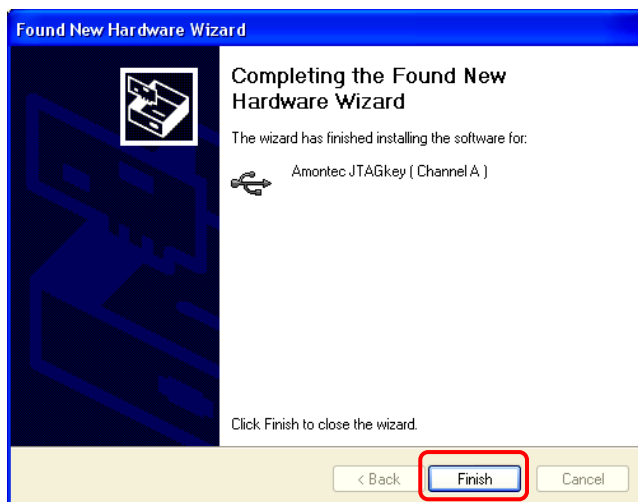 Found New Hardware Wizard
Completing the Found New
Hardware Wizard
The wizard has finished installing the software for:
Amontec JTAGkey ( Channel A )
Click Finish to close the wizard.
< Back Finish Cancel